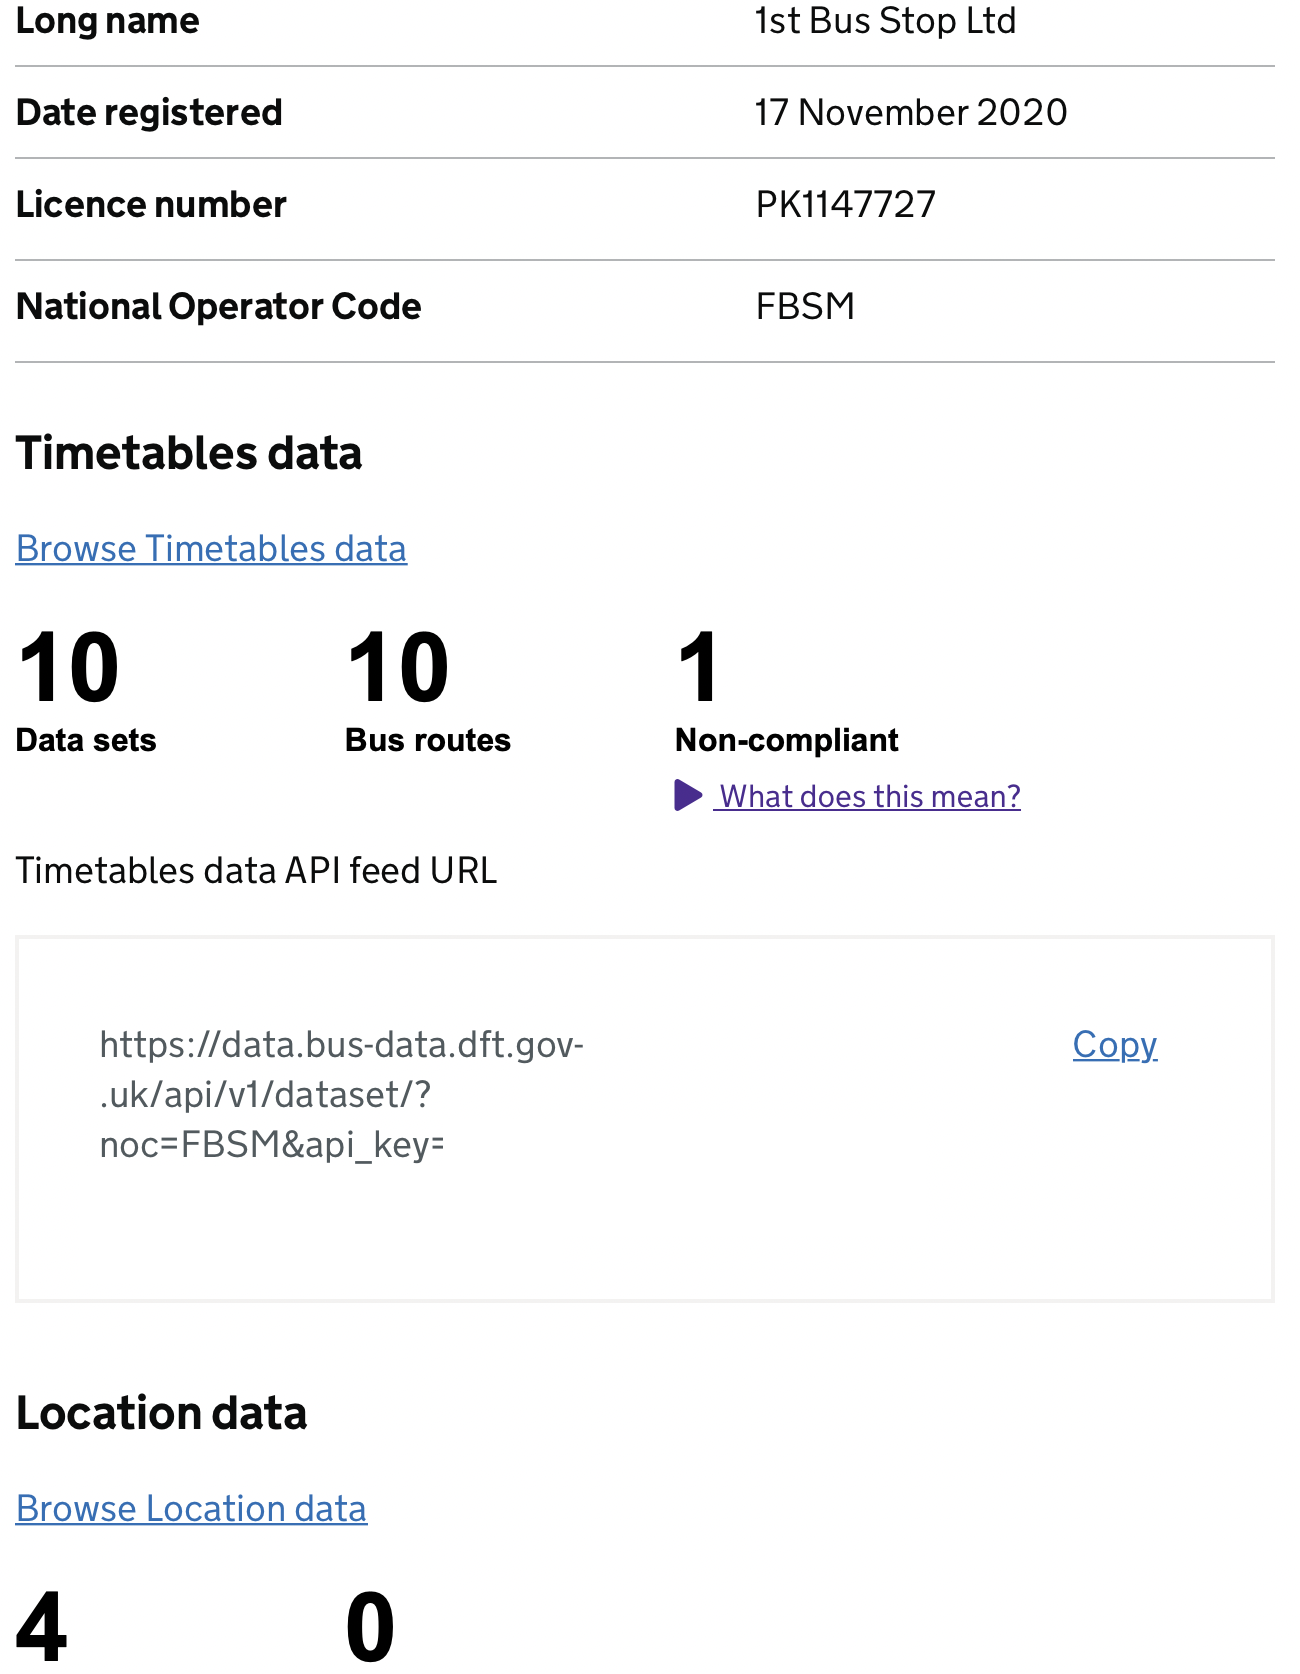 Long name 1st Bus Stop Ltd
Date registered 17 November 2020
Licence number PK1147727
National Operator Code FBSM
Timetables data
Browse Timetables data
10 10 1
Data sets Bus routes Non-compliant
What does this mean?
Timetables data API feed URL
https://data.bus-data.dft.gov- Copy
.uk/api/v1/dataset/?
noc=FBSM&api_key=
Location data
Browse Location data
4 0